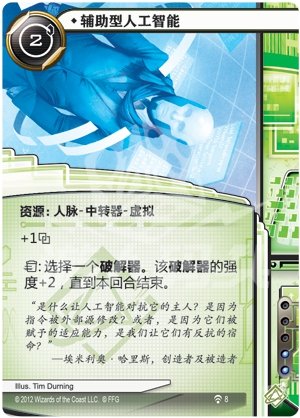 2
◆辅助型人工智能
资源：人脉-中转器-虚拟
+1
：选择一个破解器。该破解器的强
度+2，直到本回合结束。
“是什么让人工智能对抗它的主人？是因为
指令被外部源修改？或者，是因为它们被
赋予的适应能力，是我们让它们有反抗的宿
命？”
—埃米利奥·哈里斯，创造者及被造者
Illus. Tim Durning
© 2012 Wizards of the Coast LLC. © FFG
8